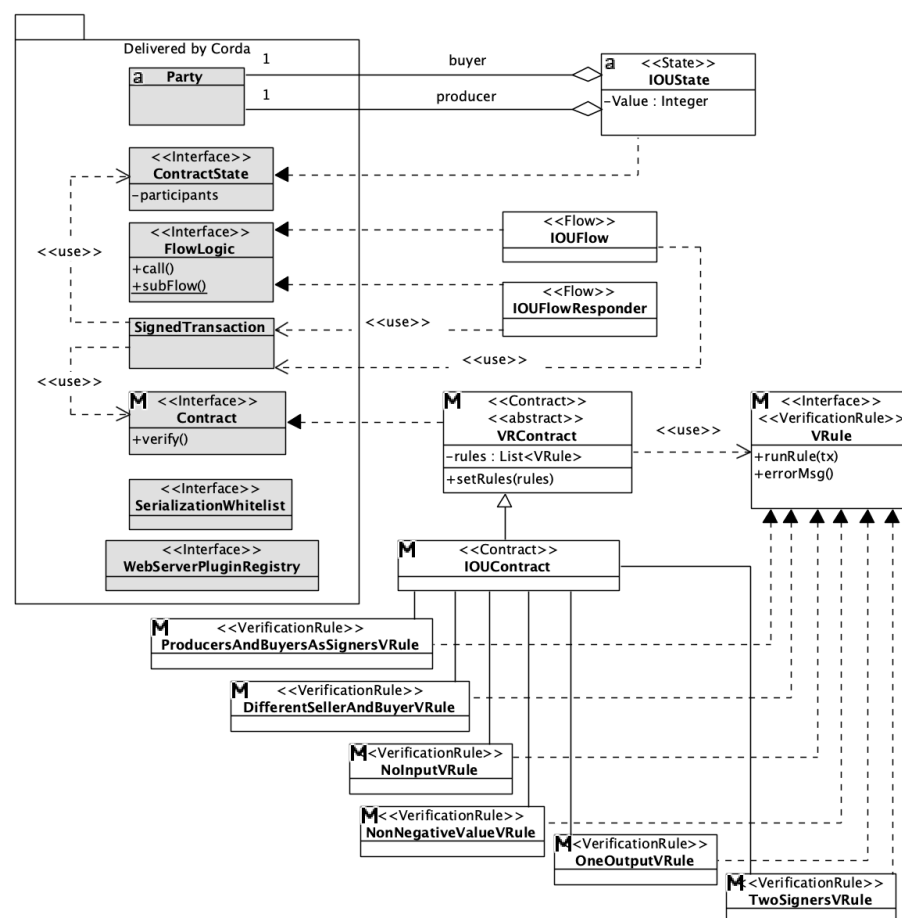 Delivered by Corda
a Party
1
buyer
1
producer
a <<State>>
IOUState
-Value : Integer
<<Interface>>
ContractState
-participants
<<use>>
<<Interface>>
FlowLogic
+call()
+subFlow()
<<Flow>>
IOUFlow
<<Flow>>
IOUFlowResponder
SignedTransaction
<<use>>
<<use>>
<<use>>
M <<Interface>>
Contract
+verify()
M <<Contract>>
<<abstract>>
VRContract
-rules : List<VRule>
+setRules(rules)
<<use>>
M <<Interface>>
<<VerificationRule>>
VRule
+runRule(tx)
+errorMsg()
<<Interface>>
SerializationWhitelist
<<Interface>>
WebServerPluginRegistry
M <<Contract>>
IOUContract
M <<VerificationRule>>
ProducersAndBuyersAsSignersVRule
M <<VerificationRule>>
DifferentSellerAndBuyerVRule
M <<VerificationRule>>
NoInputVRule
M <<VerificationRule>>
NonNegativeValueVRule
M <<VerificationRule>>
OneOutputVRule
M <<VerificationRule>>
TwoSignersVRule